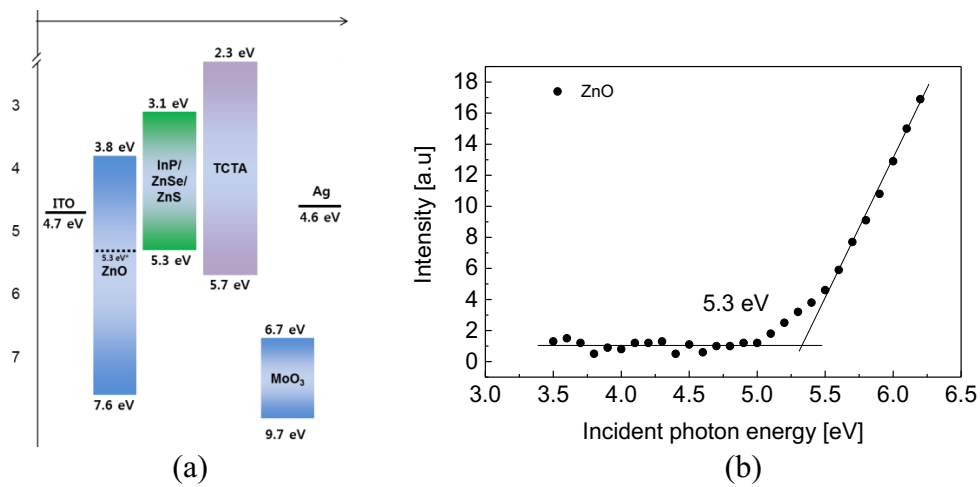 2.3 eV
3
3.1 eV
3.8 eV
4
InP/
ZnSe/
ZnS
TCTA
ITO
4.7 eV
Ag
4.6 eV
5
5.3 eV*
ZnO
5.3 eV
5.7 eV
6
6.7 eV
7
MoO₃
7.6 eV
9.7 eV
(a)
18
16
14
12
10
8
6
4
2
0
Intensity [a.u]
ZnO
5.3 eV
3.0 3.5 4.0 4.5 5.0 5.5 6.0 6.5
Incident photon energy [eV]
(b)